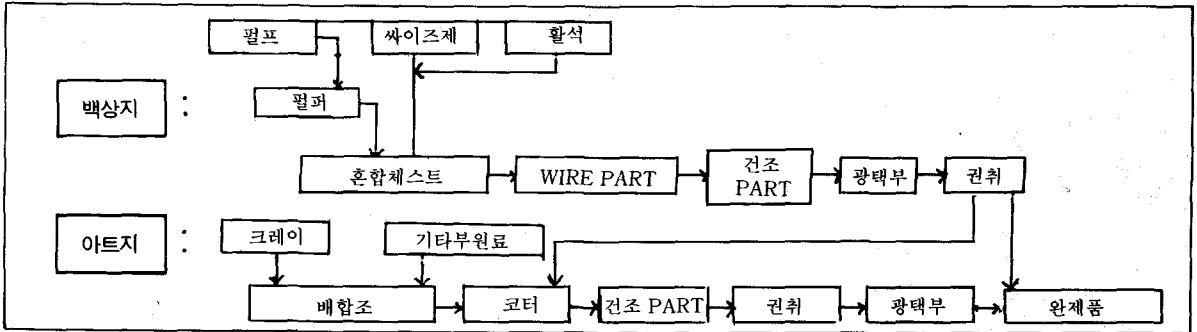 펄프 싸이즈제 활석
백상지 :
펄퍼
혼합체스트 WIRE PART 건조 PART 광택부 권취
아트지 : 크레이 기타부원료
배합조 코터 건조 PART 권취 광택부 완제품